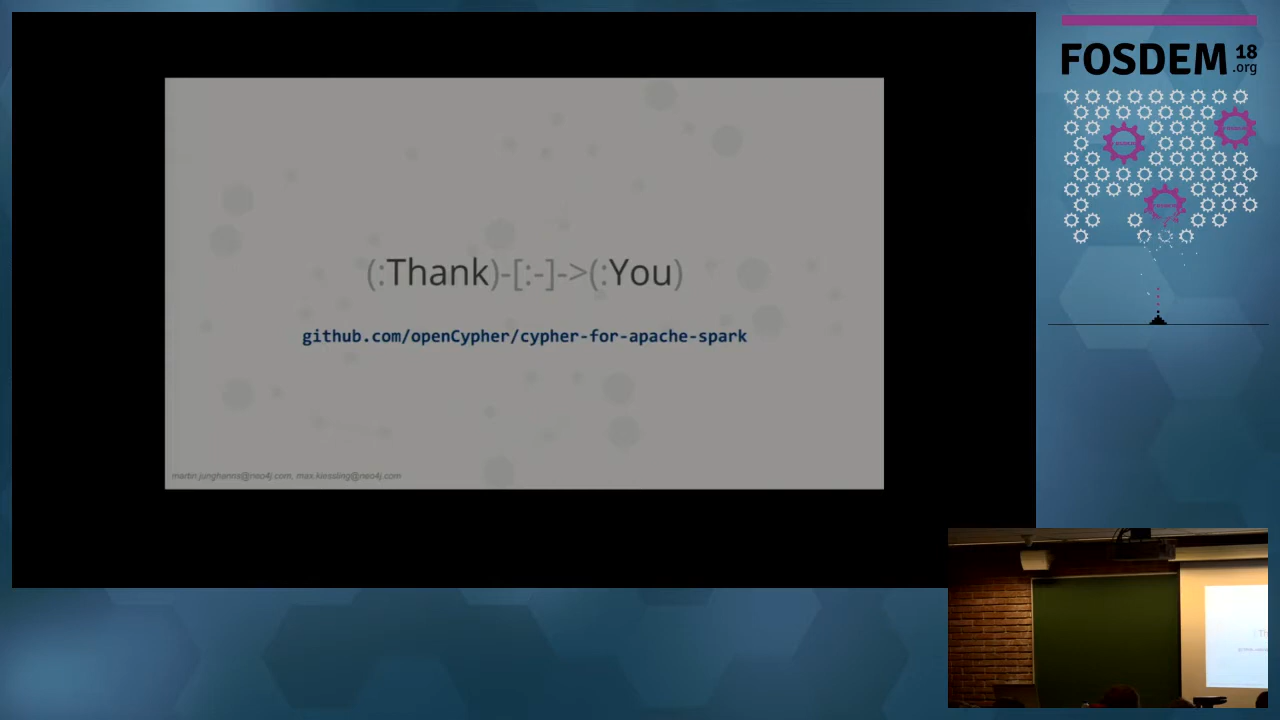 (:Thank)-[:-]->(:You)
github.com/openCypher/cypher-for-apache-spark
martin.junghanns@neo4j.com, max.kiessling@neo4j.com
FOSDEM 18
.org